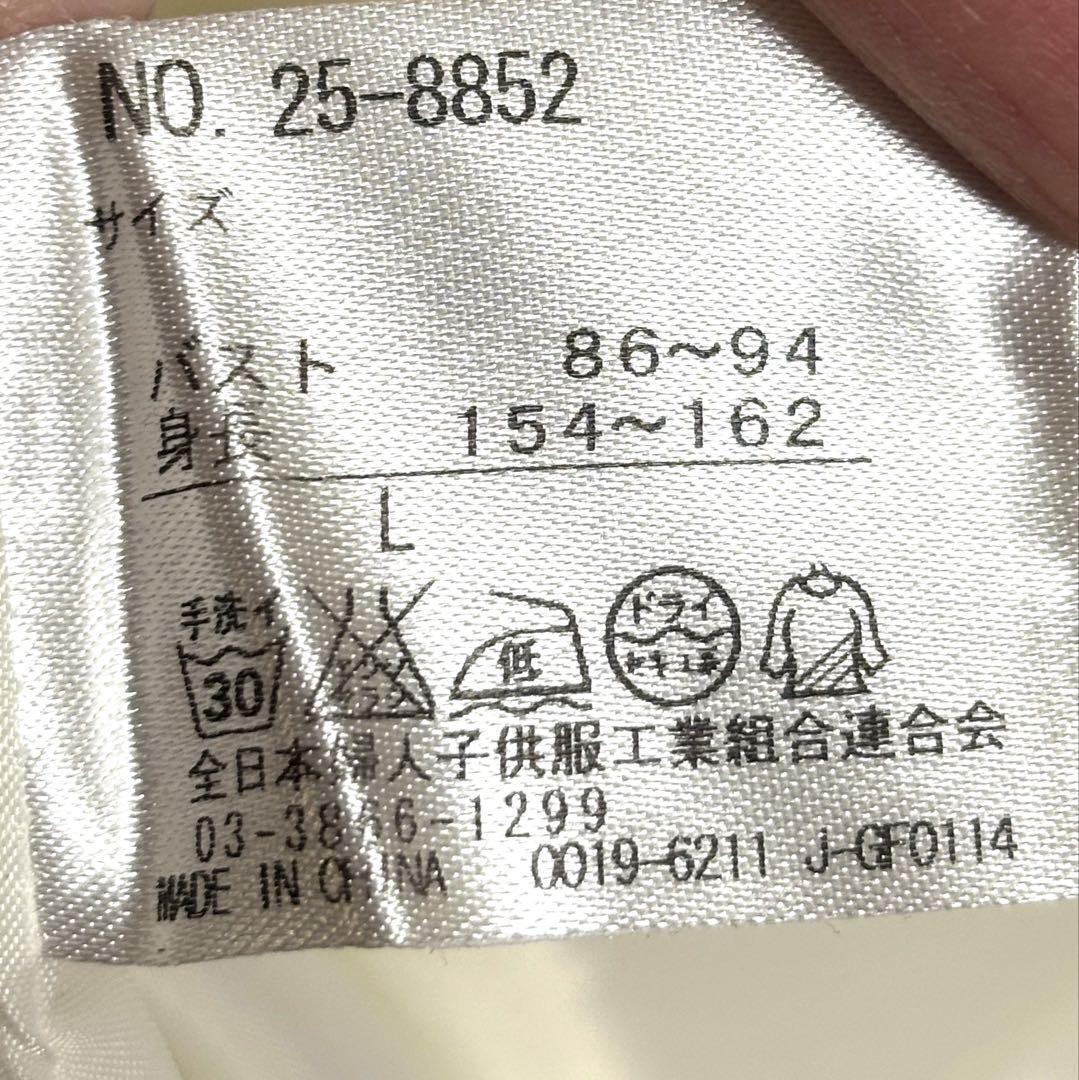 NO. 25-8852
サイズ
バスト 86~94
身長 154~162
L
手洗イ
30
低
ドライ
全日本婦人子供服工業組合連合会
03-3866-1299
MADE IN CHINA 0019-6211 J-GF0114